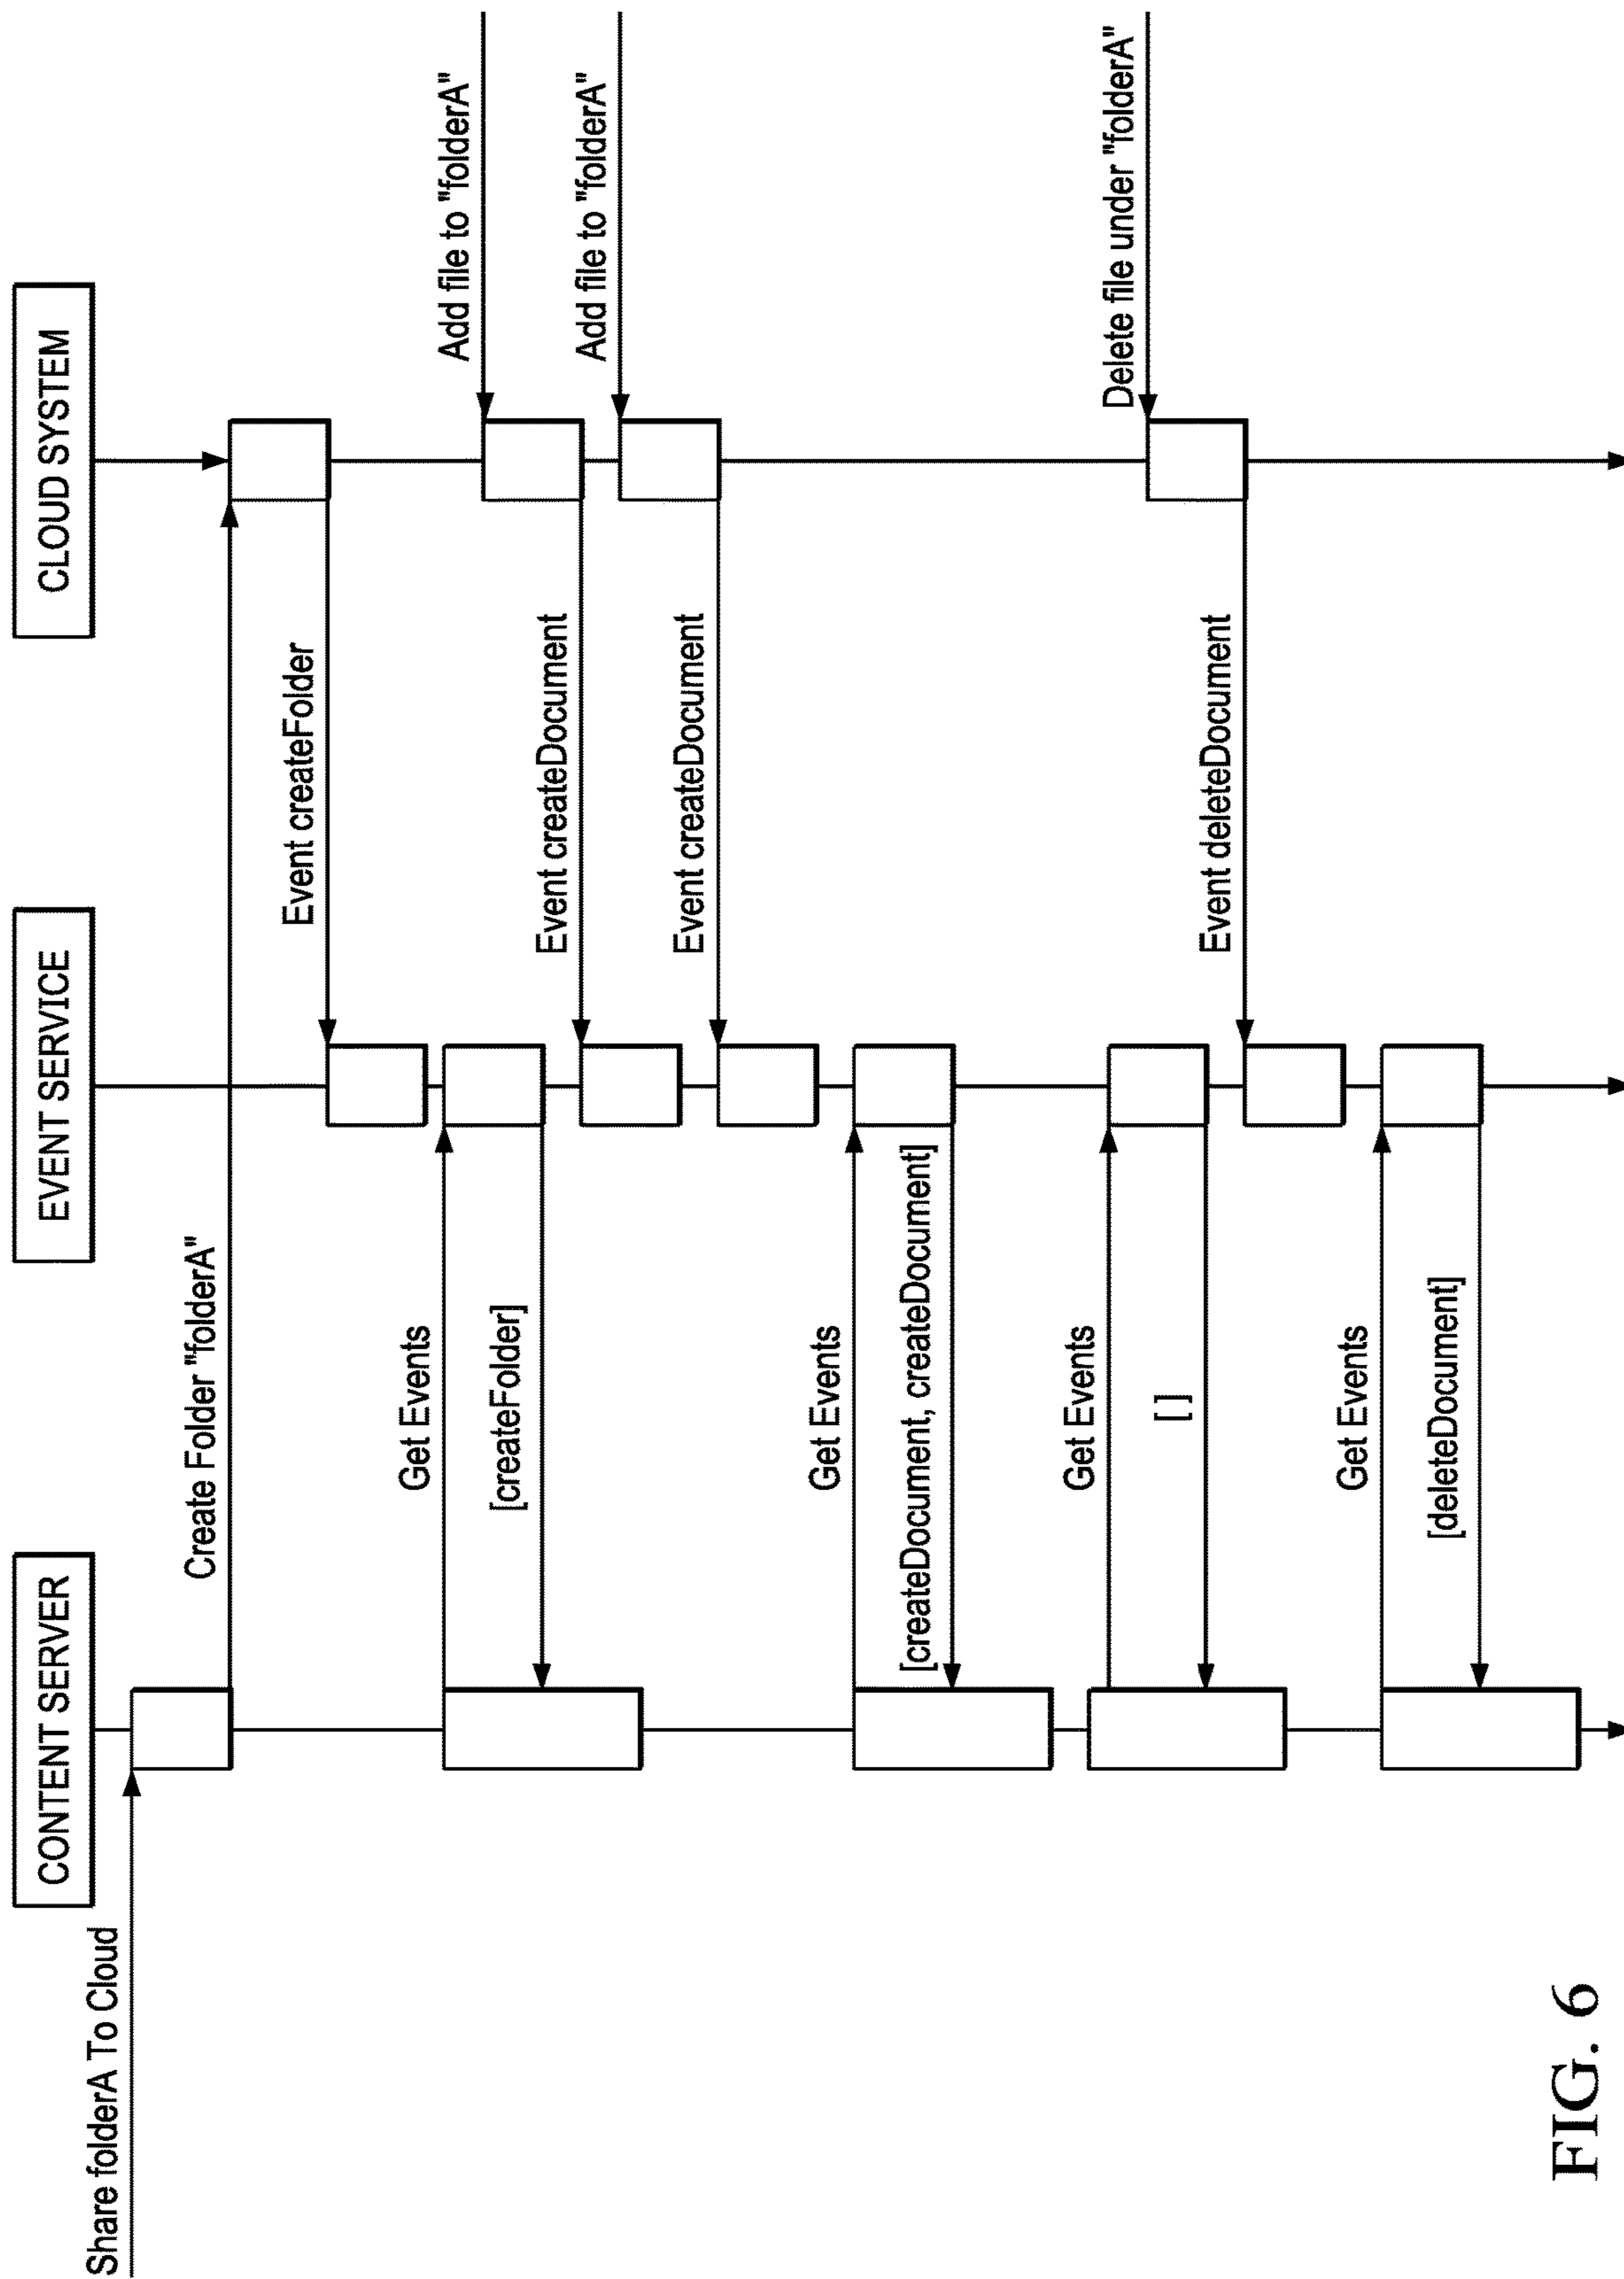 CONTENT SERVER
EVENT SERVICE
CLOUD SYSTEM
Share folderA To Cloud
Create Folder "folderA"
Event createFolder
Get Events
Add file to "folderA"
[createFolder]
Event createDocument
Add file to "folderA"
Event createDocument
Get Events
[createDocument, createDocument]
Get Events
Delete file under "folderA"
[ ]
Event deleteDocument
Get Events
[deleteDocument]
FIG. 6